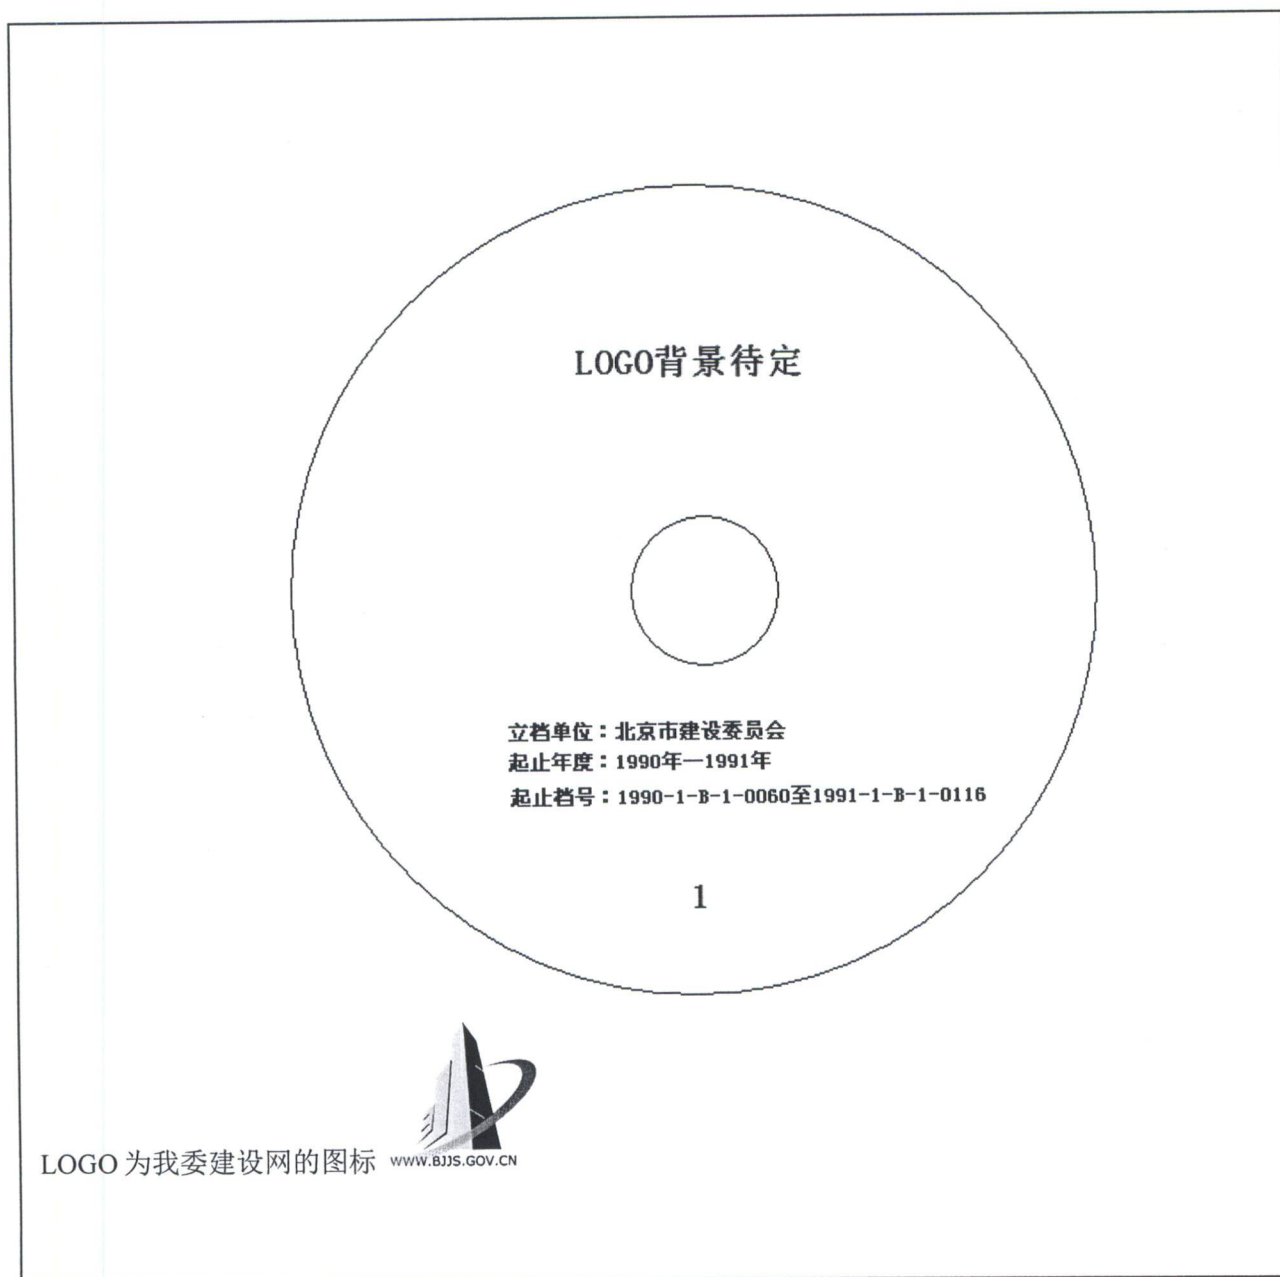 LOGO背景待定
立档单位：北京市建设委员会
起止年度：1990年—1991年
起止档号：1990-1-B-1-0060至1991-1-B-1-0116
1
LOGO 为我委建设网的图标
WWW.BJJS.GOV.CN